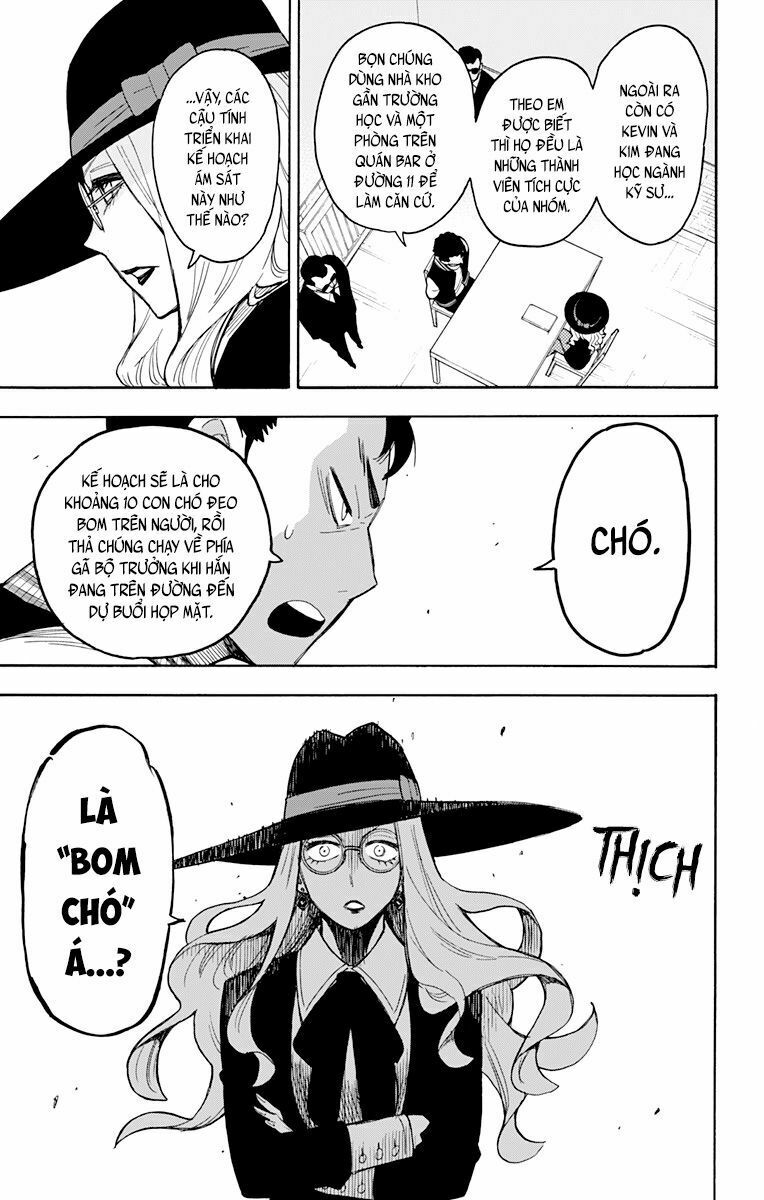 NGOÀI RA
CÒN CÓ
KEVIN VÀ
KIM ĐANG
HỌC NGÀNH
KỸ SƯ...
THEO EM
ĐƯỢC BIẾT
THÌ HỌ ĐỀU LÀ
NHỮNG THÀNH
VIÊN TÍCH CỰC
CỦA NHÓM.
BỌN CHÚNG
DÙNG NHÀ KHO
GẦN TRƯỜNG
HỌC VÀ MỘT
PHÒNG TRÊN
QUÁN BAR Ở
ĐƯỜNG 11 ĐỂ
LÀM CĂN CỨ.
...VẬY, CÁC
CẬU TÍNH
TRIỂN KHAI
KẾ HOẠCH
ÁM SÁT
NÀY NHƯ
THẾ NÀO?
CHÓ.
KẾ HOẠCH SẼ LÀ CHO
KHOẢNG 10 CON CHÓ ĐEO
BOM TRÊN NGƯỜI, RỒI
THẢ CHÚNG CHẠY VỀ PHÍA
GÃ BỘ TRƯỞNG KHI HẮN
ĐANG TRÊN ĐƯỜNG ĐẾN
DỰ BUỔI HỌP MẶT.
THỊCH
LÀ
"BOM
CHÓ"
Á...?